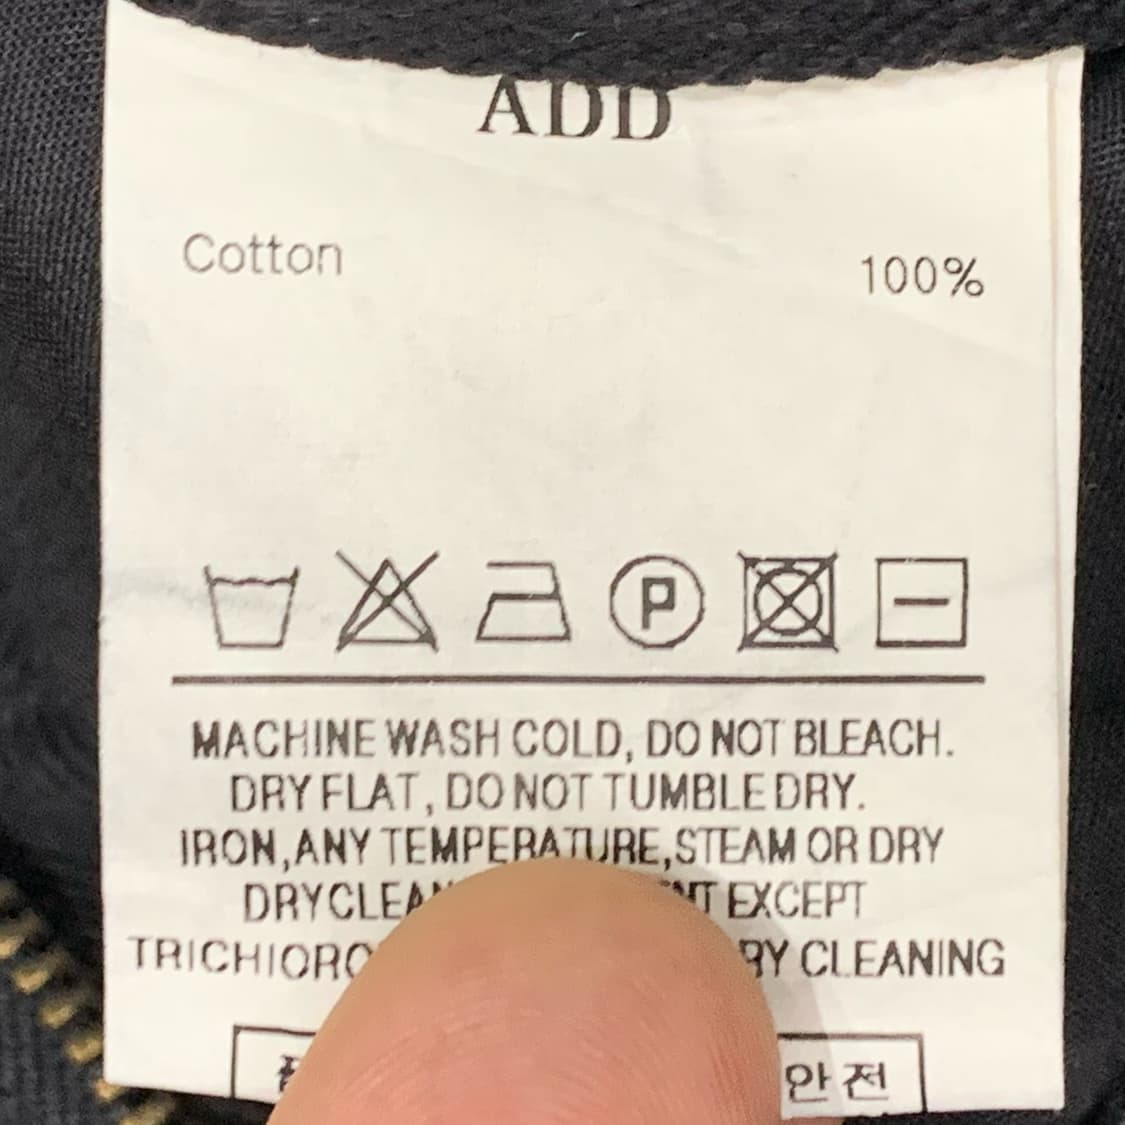 ADD
Cotton 100%
P
MACHINE WASH COLD, DO NOT BLEACH.
DRY FLAT, DO NOT TUMBLE DRY.
IRON,ANY TEMPERATURE,STEAM OR DRY
EXCEPT
CLEANING
안전